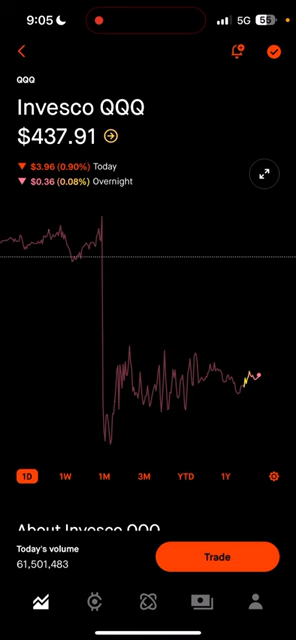 9:05
5G 55
QQQ
Invesco QQQ
$437.91
▼ $3.96 (0.90%) Today
▼ $0.36 (0.08%) Overnight
1D 1W 1M 3M YTD 1Y
About Invesco QQQ
Today's volume
61,501,483
Trade